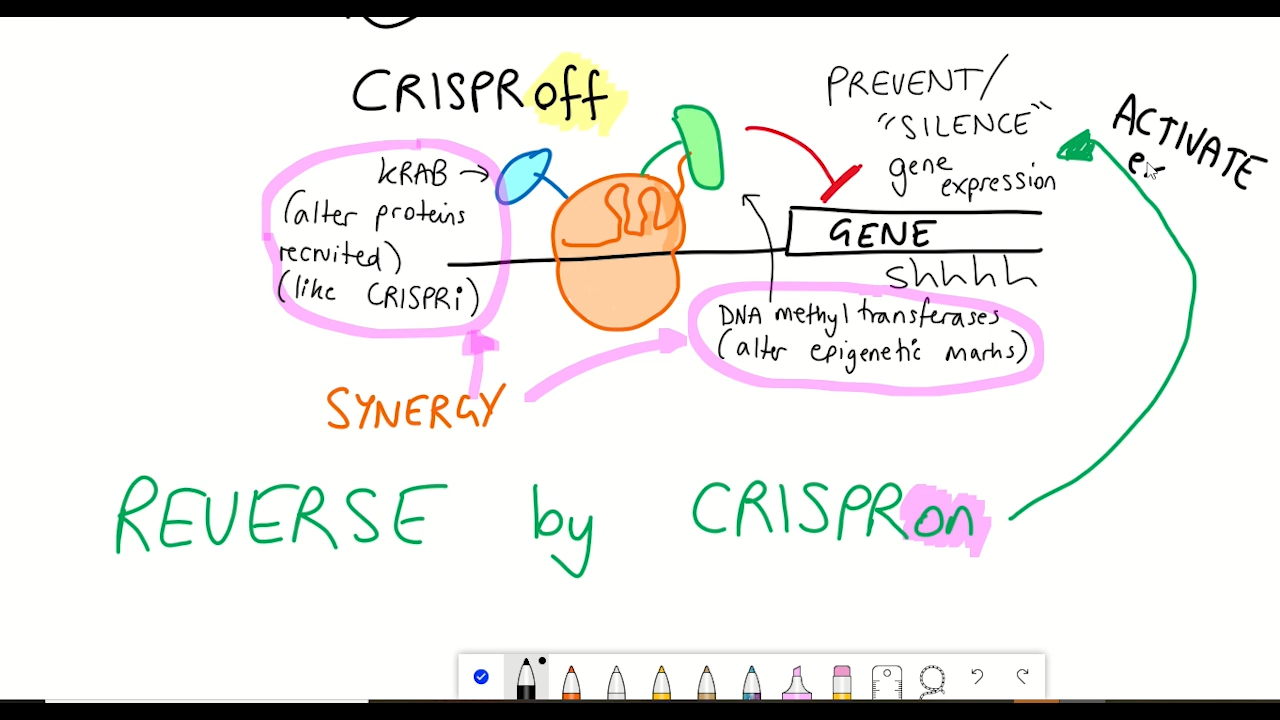 CRISPRoff
PREVENT/
"SILENCE"
gene
expression
ACTIVATE
e
KRAB
(alter proteins
recruited)
(like CRISPRi)
GENE
shhhh
DNA methyl transferases
(alter epigenetic marks)
SYNERGY
REVERSE by CRISPRon